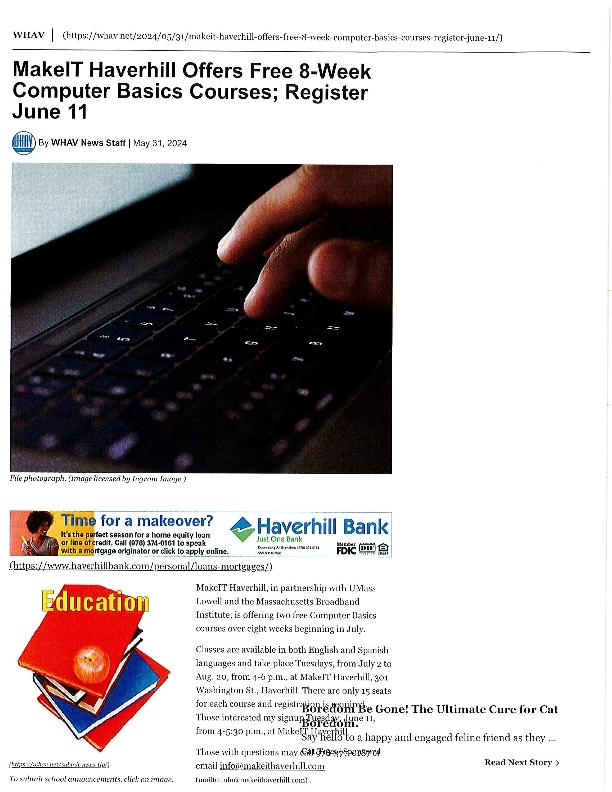 WHAV | (https://whav.net/2024/05/31/makeit-haverhill-offers-free-8-week-computer-basics-courses-register-june-11/)
MakeIT Haverhill Offers Free 8-Week
Computer Basics Courses; Register
June 11
WHAV By WHAV News Staff | May 31, 2024
File photograph. (Image licensed by Ingram Image )
Time for a makeover?
It's the perfect season for a home equity loan
or line of credit. Call (978) 374-0161 to speak
with a mortgage originator or click to apply online.
Haverhill Bank
Just One Bank
Member
FDIC DIF
(https://www.haverhillbank.com/personal/loans-mortgages/)
Education
(https://whav.net/submit-news-tip/)
To submit school announcements, click on image.
MakeIT Haverhill, in partnership with UMass
Lowell and the Massachusetts Broadband
Institute, is offering two free Computer Basics
courses over eight weeks beginning in July.
Classes are available in both English and Spanish
languages and take place Tuesdays, from July 2 to
Aug. 20, from 4-6 p.m., at MakeIT Haverhill, 301
Washington St., Haverhill. There are only 15 seats
for each course and registration is required.
Those interested my signup Tuesday, June 11,
from 4-5:30 p.m., at MakeIT Haverhill.
Those with questions may
email info@makeithaverhill.com
(mailto:info@makeithaverhill.com) .
Boredom Be Gone! The Ultimate Cure for Cat
Boredom.
Say hello to a happy and engaged feline friend as they ...
Read Next Story >